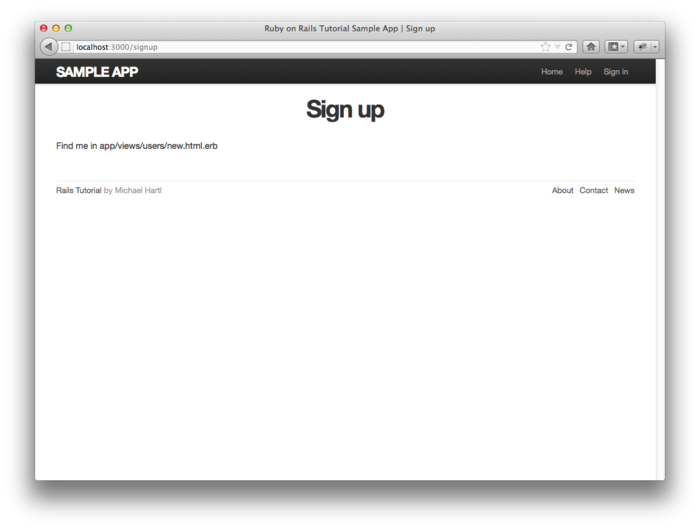 Ruby on Rails Tutorial Sample App | Sign up
localhost:3000/signup
SAMPLE APP
Home Help Sign in
Sign up
Find me in app/views/users/new.html.erb
Rails Tutorial by Michael Hartl
About Contact News